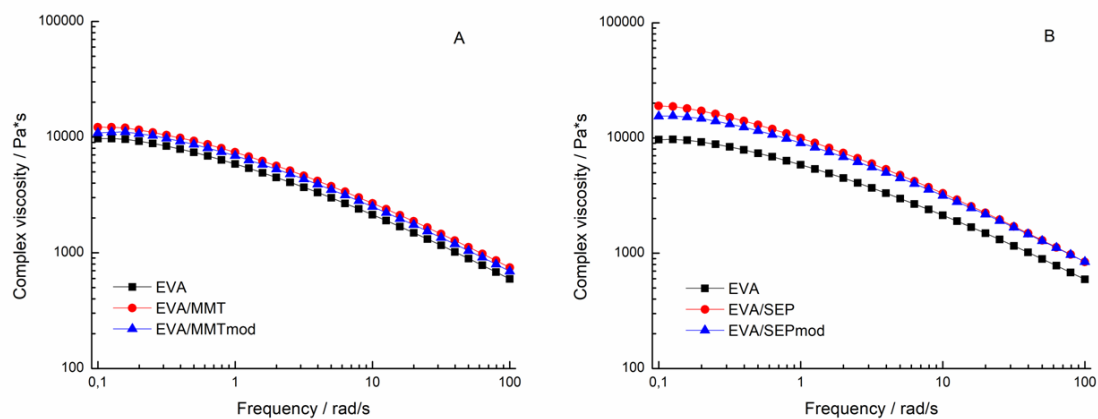 A
Complex viscosity / Pa*s
100000
10000
1000
100
0,1
1
10
100
Frequency / rad/s
EVA
EVA/MMT
EVA/MMTmod
B
Complex viscosity / Pa*s
100000
10000
1000
100
0,1
1
10
100
Frequency / rad/s
EVA
EVA/SEP
EVA/SEPmod